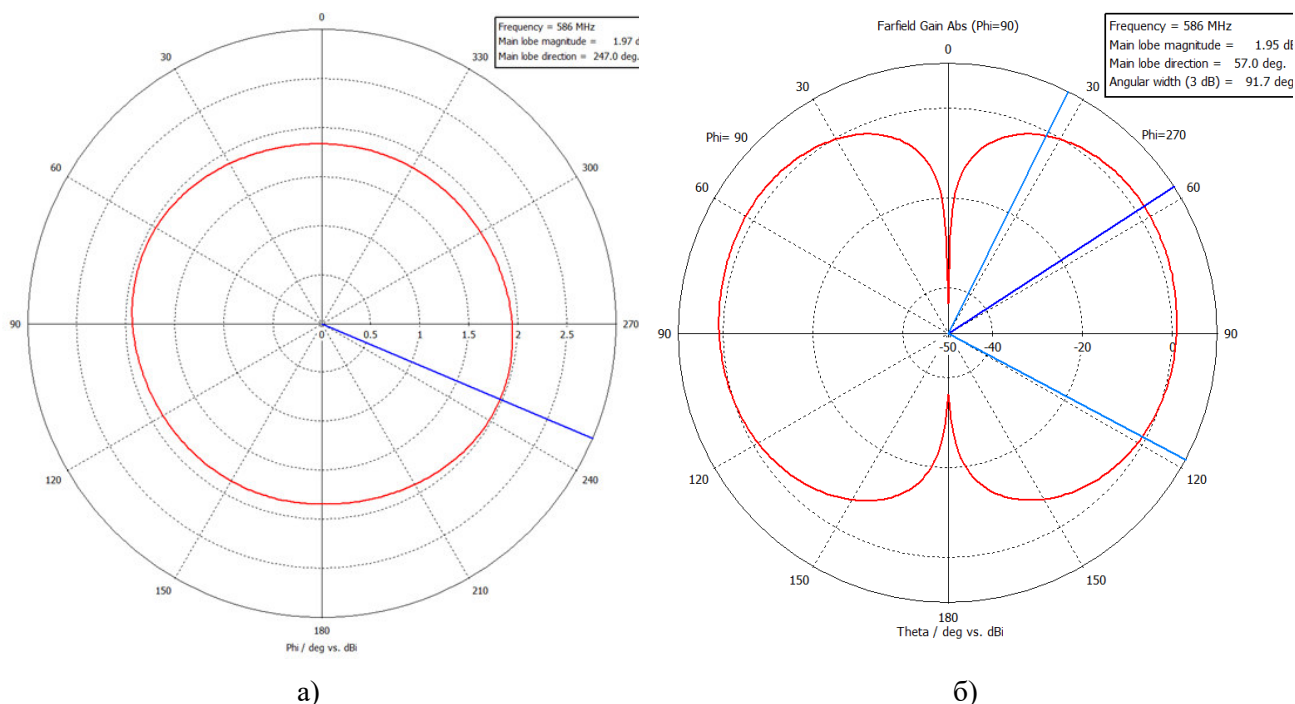 0
330
300
270
240
210
180
150
120
90
60
30
0
0.5
1
1.5
2
2.5
Frequency = 586 MHz
Main lobe magnitude = 1.97 d
Main lobe direction = 247.0 deg.
Phi / deg vs. dBi
а)
Farfield Gain Abs (Phi=90)
0
30
60
90
120
150
180
150
120
90
60
30
Phi= 90
Phi=270
-50
-40
-20
0
Frequency = 586 MHz
Main lobe magnitude = 1.95 dB
Main lobe direction = 57.0 deg.
Angular width (3 dB) = 91.7 deg
Theta / deg vs. dBi
б)